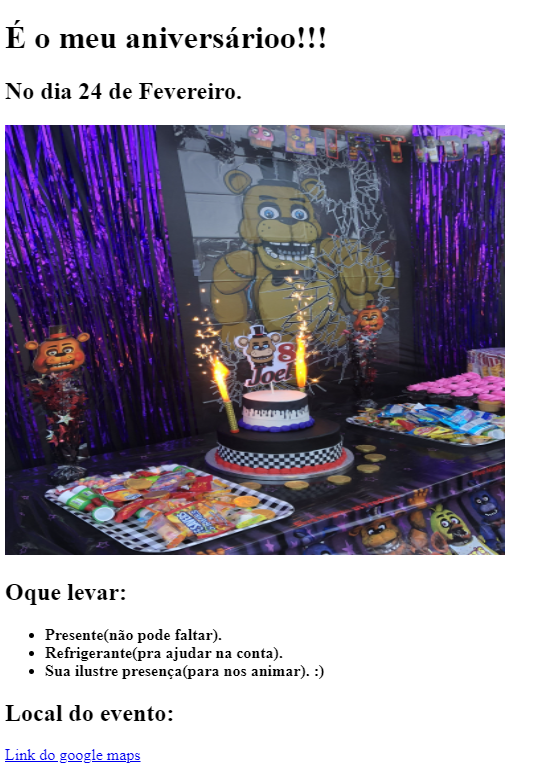 É o meu aniversárioo!!!
No dia 24 de Fevereiro.
8
Joel
Oque levar:
Presente(não pode faltar).
Refrigerante(pra ajudar na conta).
Sua ilustre presença(para nos animar). :)
Local do evento:
Link do google maps